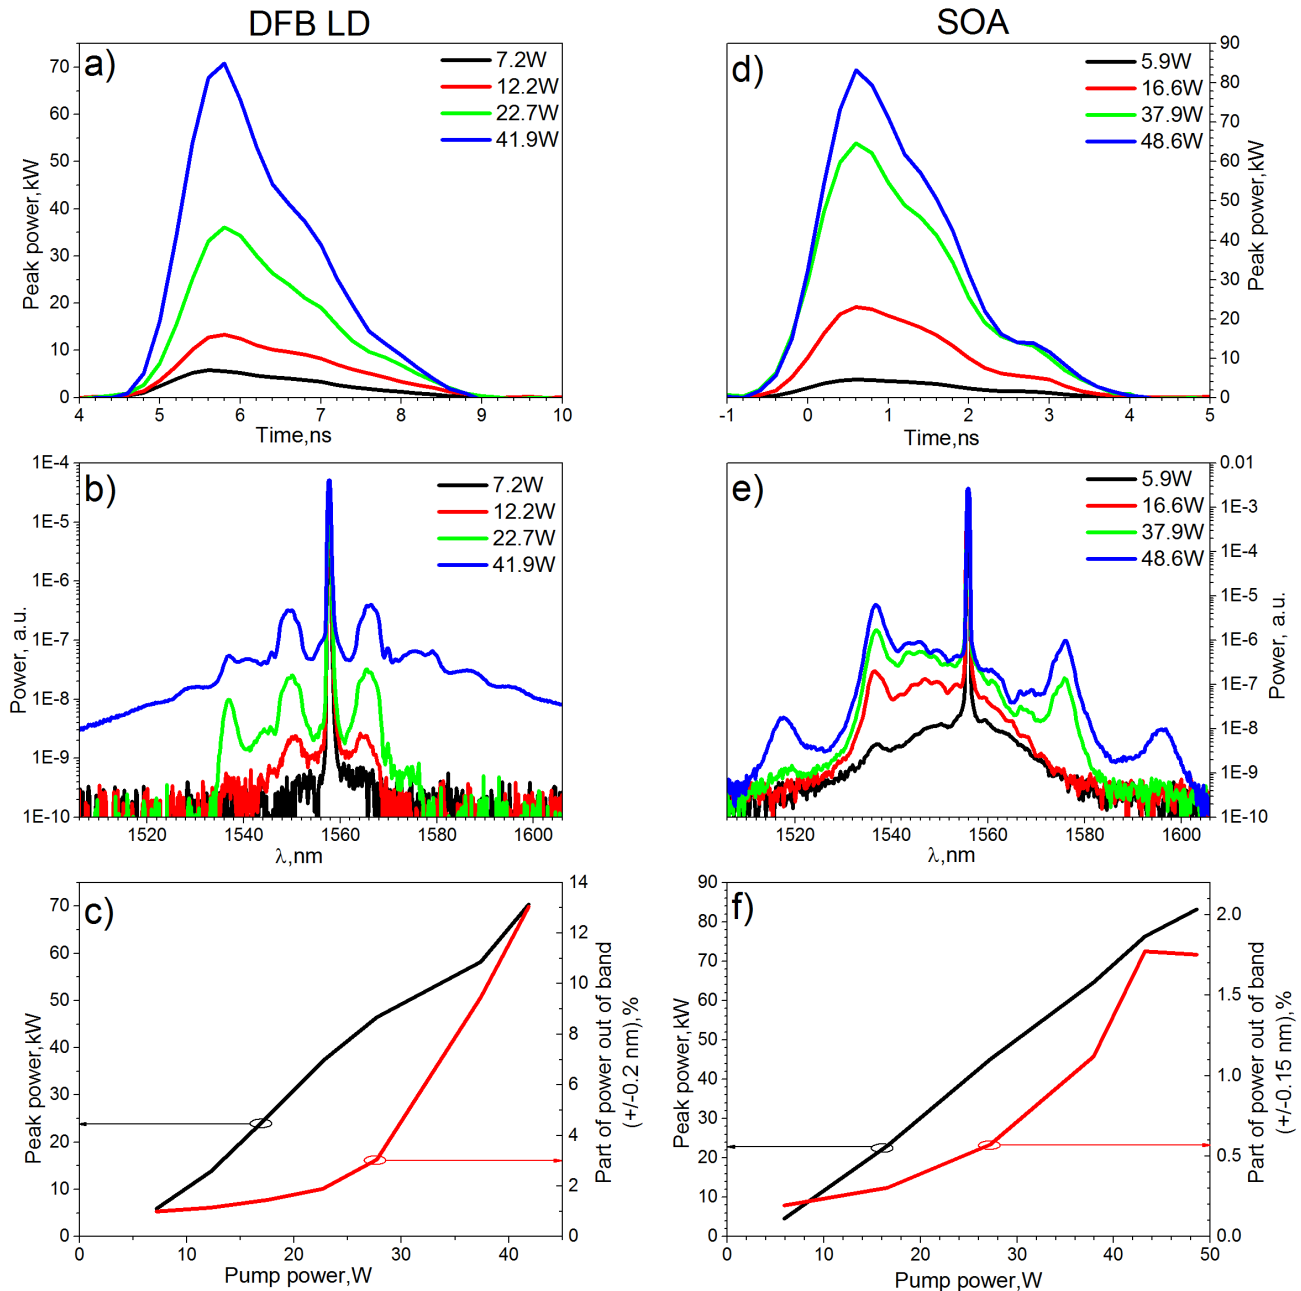 DFB LD
SOA
a)
7.2W
12.2W
22.7W
41.9W
70
60
50
40
30
20
10
0
Peak power,kW
4 5 6 7 8 9 10
Time,ns
d)
5.9W
16.6W
37.9W
48.6W
90
80
70
60
50
40
30
20
10
0
Peak power,kW
-1 0 1 2 3 4 5
Time,ns
b)
7.2W
12.2W
22.7W
41.9W
1E-4
1E-5
1E-6
1E-7
1E-8
1E-9
1E-10
Power, a.u.
1520 1540 1560 1580 1600
λ,nm
e)
5.9W
16.6W
37.9W
48.6W
0.01
1E-3
1E-4
1E-5
1E-6
1E-7
1E-8
1E-9
1E-10
Power, a.u.
1520 1540 1560 1580 1600
λ,nm
c)
70
60
50
40
30
20
10
0
Peak power,kW
14
12
10
8
6
4
2
0
Part of power out of band
(+/-0.2 nm),%
0 10 20 30 40
Pump power,W
f)
90
80
70
60
50
40
30
20
10
0
Peak power,kW
2.0
1.5
1.0
0.5
0.0
Part of power out of band
(+/-0.15 nm),%
0 10 20 30 40 50
Pump power,W